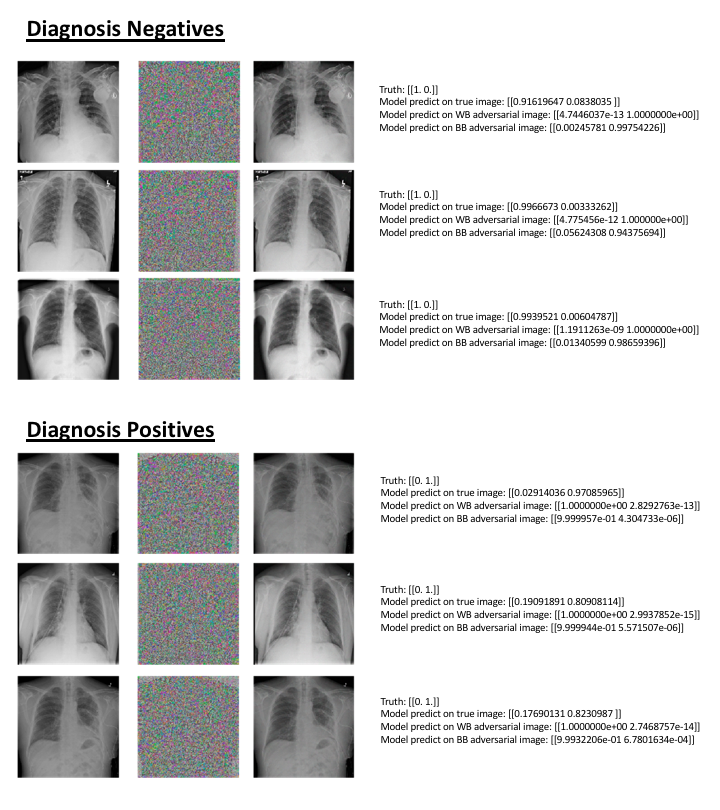 Diagnosis Negatives
Truth: [[1. 0.]]
Model predict on true image: [[0.91619647 0.0838035 ]]
Model predict on WB adversarial image: [[4.7446037e-13 1.0000000e+00]]
Model predict on BB adversarial image: [[0.00245781 0.99754226]]
Truth: [[1. 0.]]
Model predict on true image: [[0.9966673 0.00333262]]
Model predict on WB adversarial image: [[4.775456e-12 1.000000e+00]]
Model predict on BB adversarial image: [[0.05624308 0.94375694]]
Truth: [[1. 0.]]
Model predict on true image: [[0.9939521 0.00604787]]
Model predict on WB adversarial image: [[1.1911263e-09 1.0000000e+00]]
Model predict on BB adversarial image: [[0.01340599 0.98659396]]
Diagnosis Positives
Truth: [[0. 1.]]
Model predict on true image: [[0.02914036 0.97085965]]
Model predict on WB adversarial image: [[1.0000000e+00 2.8292763e-13]]
Model predict on BB adversarial image: [[9.999957e-01 4.304733e-06]]
Truth: [[0. 1.]]
Model predict on true image: [[0.19091891 0.80908114]]
Model predict on WB adversarial image: [[1.0000000e+00 2.9937852e-15]]
Model predict on BB adversarial image: [[9.999944e-01 5.571507e-06]]
Truth: [[0. 1.]]
Model predict on true image: [[0.17690131 0.8230987 ]]
Model predict on WB adversarial image: [[1.0000000e+00 2.7468757e-14]]
Model predict on BB adversarial image: [[9.9932206e-01 6.7801634e-04]]